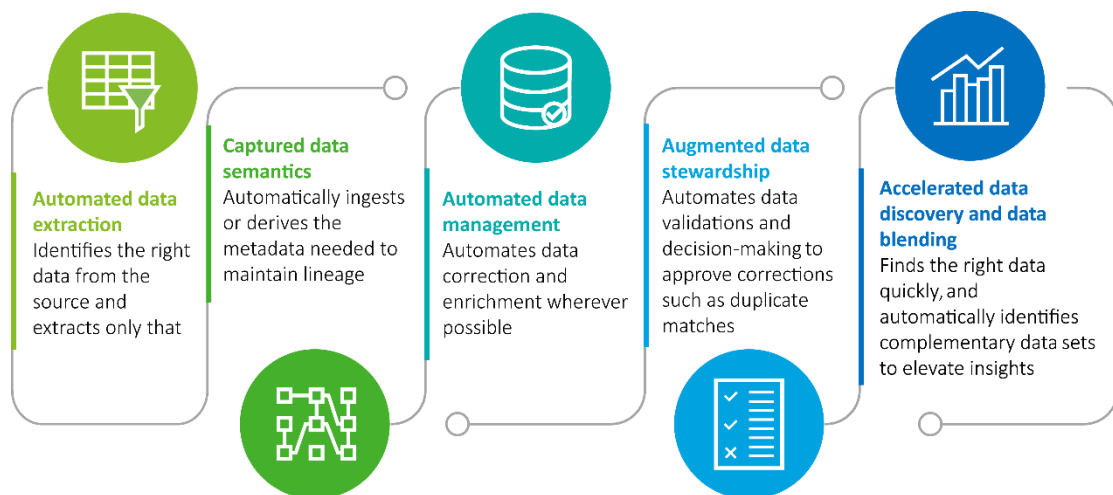 Automated data
extraction
Identifies the right
data from the
source and
extracts only that
Captured data
semantics
Automatically ingests
or derives the
metadata needed to
maintain lineage
Automated data
management
Automates data
correction and
enrichment wherever
possible
Augmented data
stewardship
Automates data
validations and
decision-making to
approve corrections
such as duplicate
matches
Accelerated data
discovery and data
blending
Finds the right data
quickly, and
automatically identifies
complementary data sets
to elevate insights